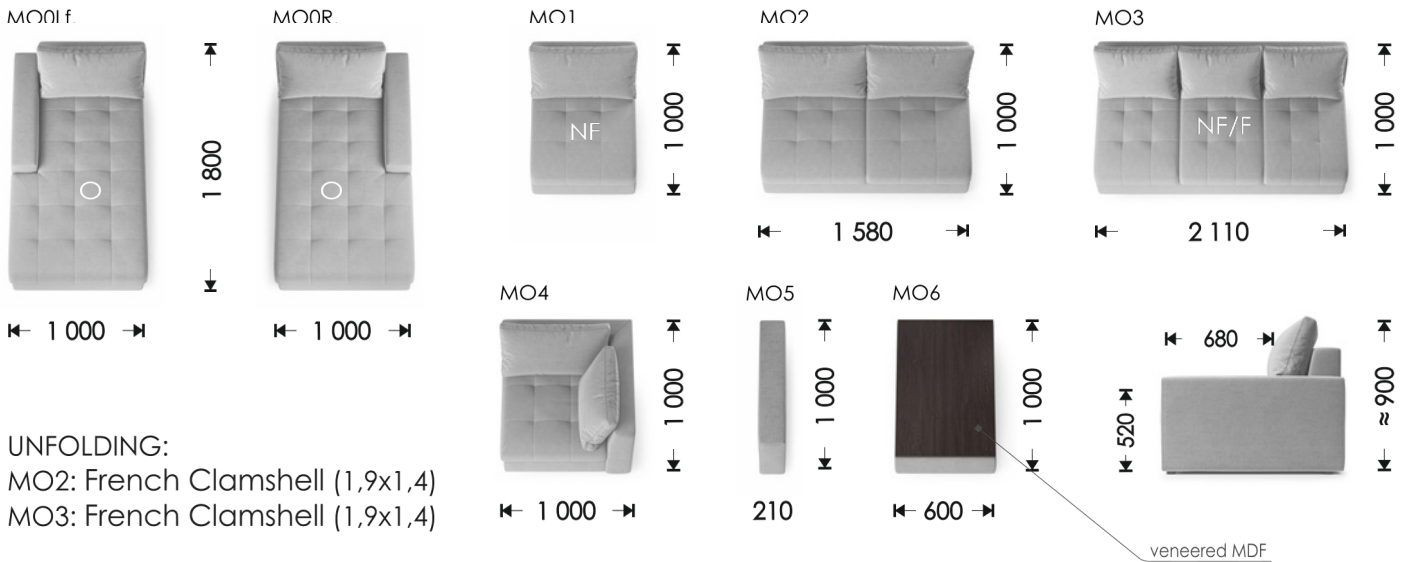 MO0Lf.
MO0R.
MO1
MO2
MO3
NF
NF/F
1 800
1 000
1 000
1 000
1 580
2 110
1 000
1 000
MO4
MO5
MO6
680
1 000
1 000
1 000
520
≈ 900
1 000
210
600
UNFOLDING:
MO2: French Clamshell (1,9x1,4)
MO3: French Clamshell (1,9x1,4)
veneered MDF